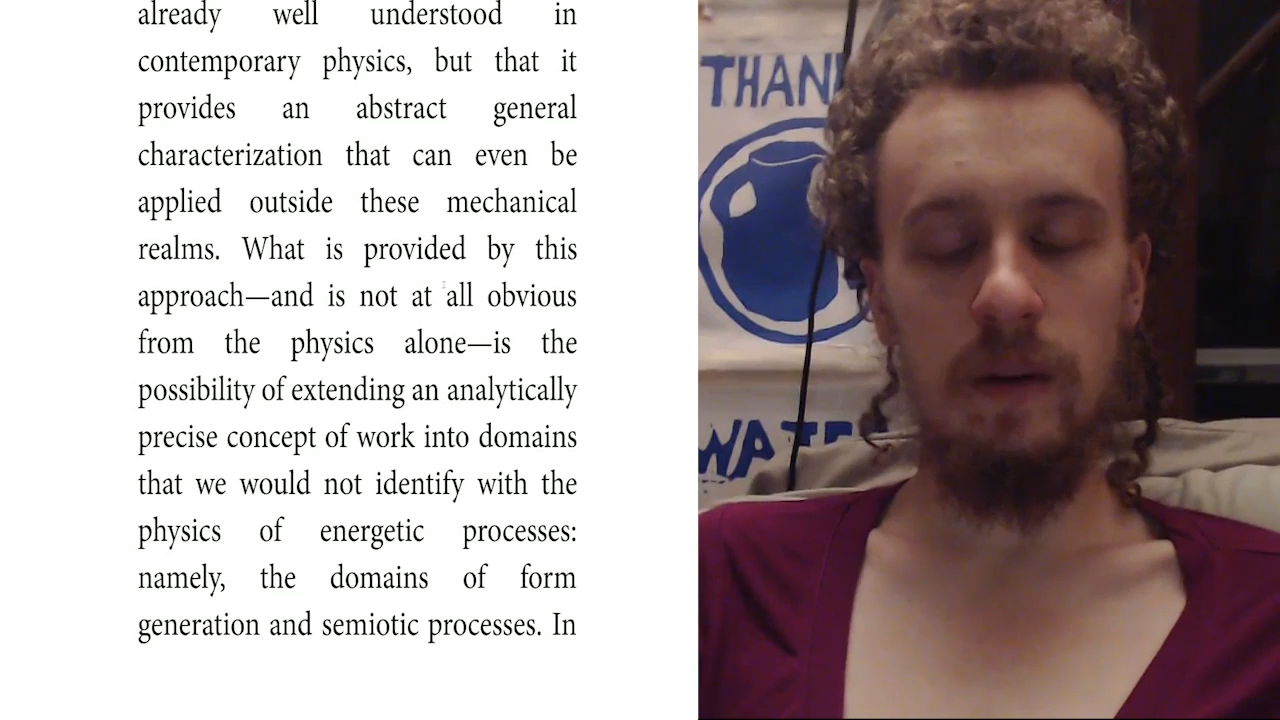 already well understood in
contemporary physics, but that it
provides an abstract general
characterization that can even be
applied outside these mechanical
realms. What is provided by this
approach—and is not at all obvious
from the physics alone—is the
possibility of extending an analytically
precise concept of work into domains
that we would not identify with the
physics of energetic processes:
namely, the domains of form
generation and semiotic processes. In
THAN
WATE